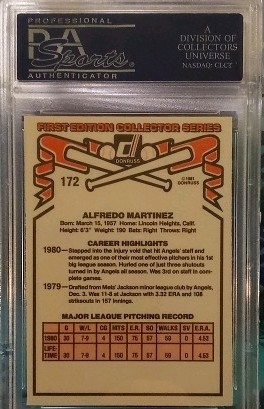 PROFESSIONAL
PSA
Sports
AUTHENTICATOR
A
DIVISION OF
COLLECTORS
UNIVERSE
NASDAQ: CLCT
FIRST EDITION COLLECTOR SERIES
DONRUSS
172
©1981
DONRUSS
ALFREDO MARTINEZ
Born: March 15, 1957 Home: Lincoln Heights, Calif.
Height: 6'3" Weight: 190 Bats: Right Throws: Right
CAREER HIGHLIGHTS
1980—Stepped into the injury void that hit Angels' staff and
emerged as one of their most effective pitchers in his 1st
big league season. Hurled one of just three shutouts
turned in by Angels all season. Was 3rd on staff in com-
plete games.
1979—Drafted from Mets' Jackson minor league club by Angels,
Dec. 3. Was 11-8 at Jackson with 3.32 ERA and 108
strikeouts in 157 innings.
MAJOR LEAGUE PITCHING RECORD
G W/L CG HITS E.R. SO WALKS SV E.R.A.
1980 30 7-9 4 150 75 57 59 0 4.53
LIFE-
TIME 30 7-9 4 150 75 57 59 0 4.53